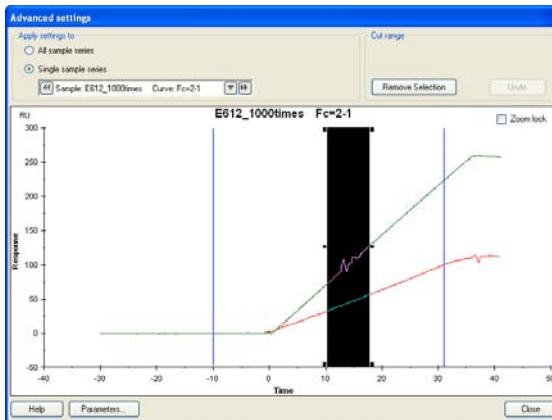 Advanced settings
Apply settings to
All sample series
Single sample series
Sample: E612_1000times Curve: Fc=2-1
Cut range
Remove Selection
Undo
E612_1000times Fc=2-1
Zoom lock
RU
300
250
200
150
100
50
0
-50
Response
-40 -30 -20 -10 0 10 20 30 40 50
Time
Help
Parameters...
Close